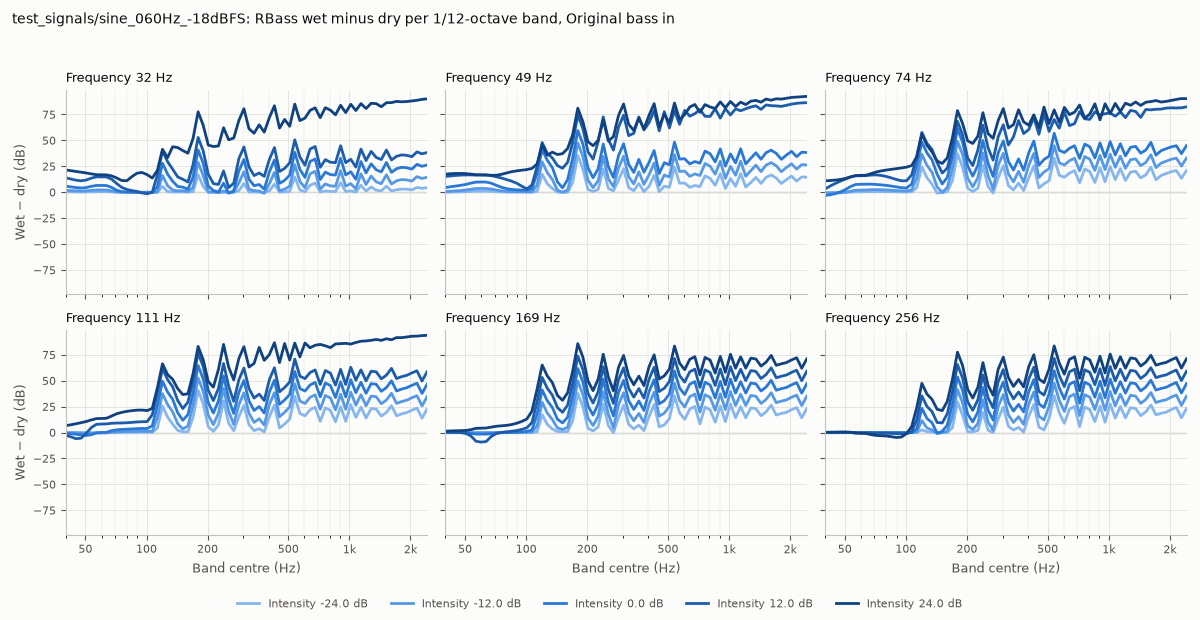 test_signals/sine_060Hz_-18dBFS: RBass wet minus dry per 1/12-octave band, Original bass in
Frequency 32 Hz
Frequency 49 Hz
Frequency 74 Hz
Wet − dry (dB)
75
50
25
0
−25
−50
−75
Frequency 111 Hz
Frequency 169 Hz
Frequency 256 Hz
Wet − dry (dB)
75
50
25
0
−25
−50
−75
50 100 200 500 1k 2k
50 100 200 500 1k 2k
50 100 200 500 1k 2k
Band centre (Hz)
Band centre (Hz)
Band centre (Hz)
Intensity -24.0 dB
Intensity -12.0 dB
Intensity 0.0 dB
Intensity 12.0 dB
Intensity 24.0 dB